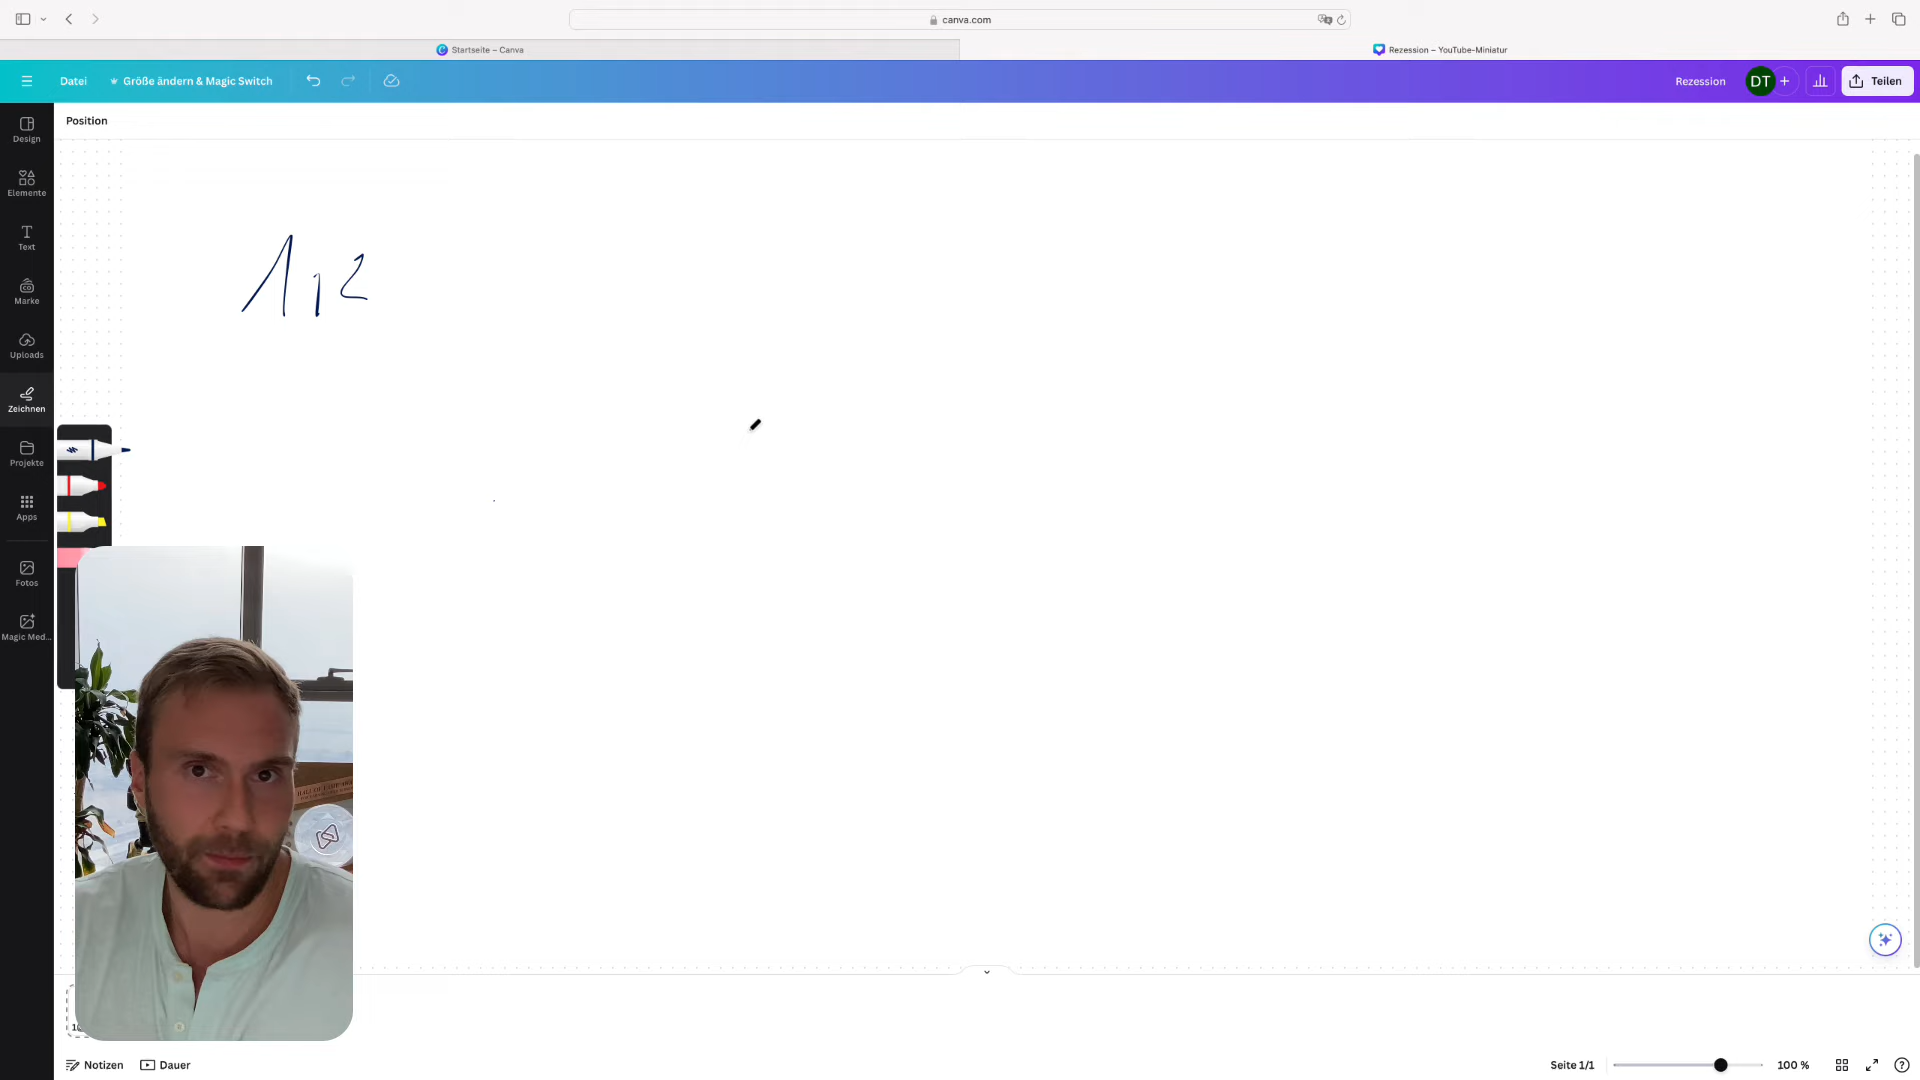 canva.com
Startseite – Canva
Rezession – YouTube-Miniatur
Datei
Größe ändern & Magic Switch
Rezession
DT
Teilen
Position
Design
Elemente
Text
Marke
Uploads
Zeichnen
Projekte
Apps
Fotos
Magic Med...
1,2
Notizen
Dauer
Seite 1/1
100 %